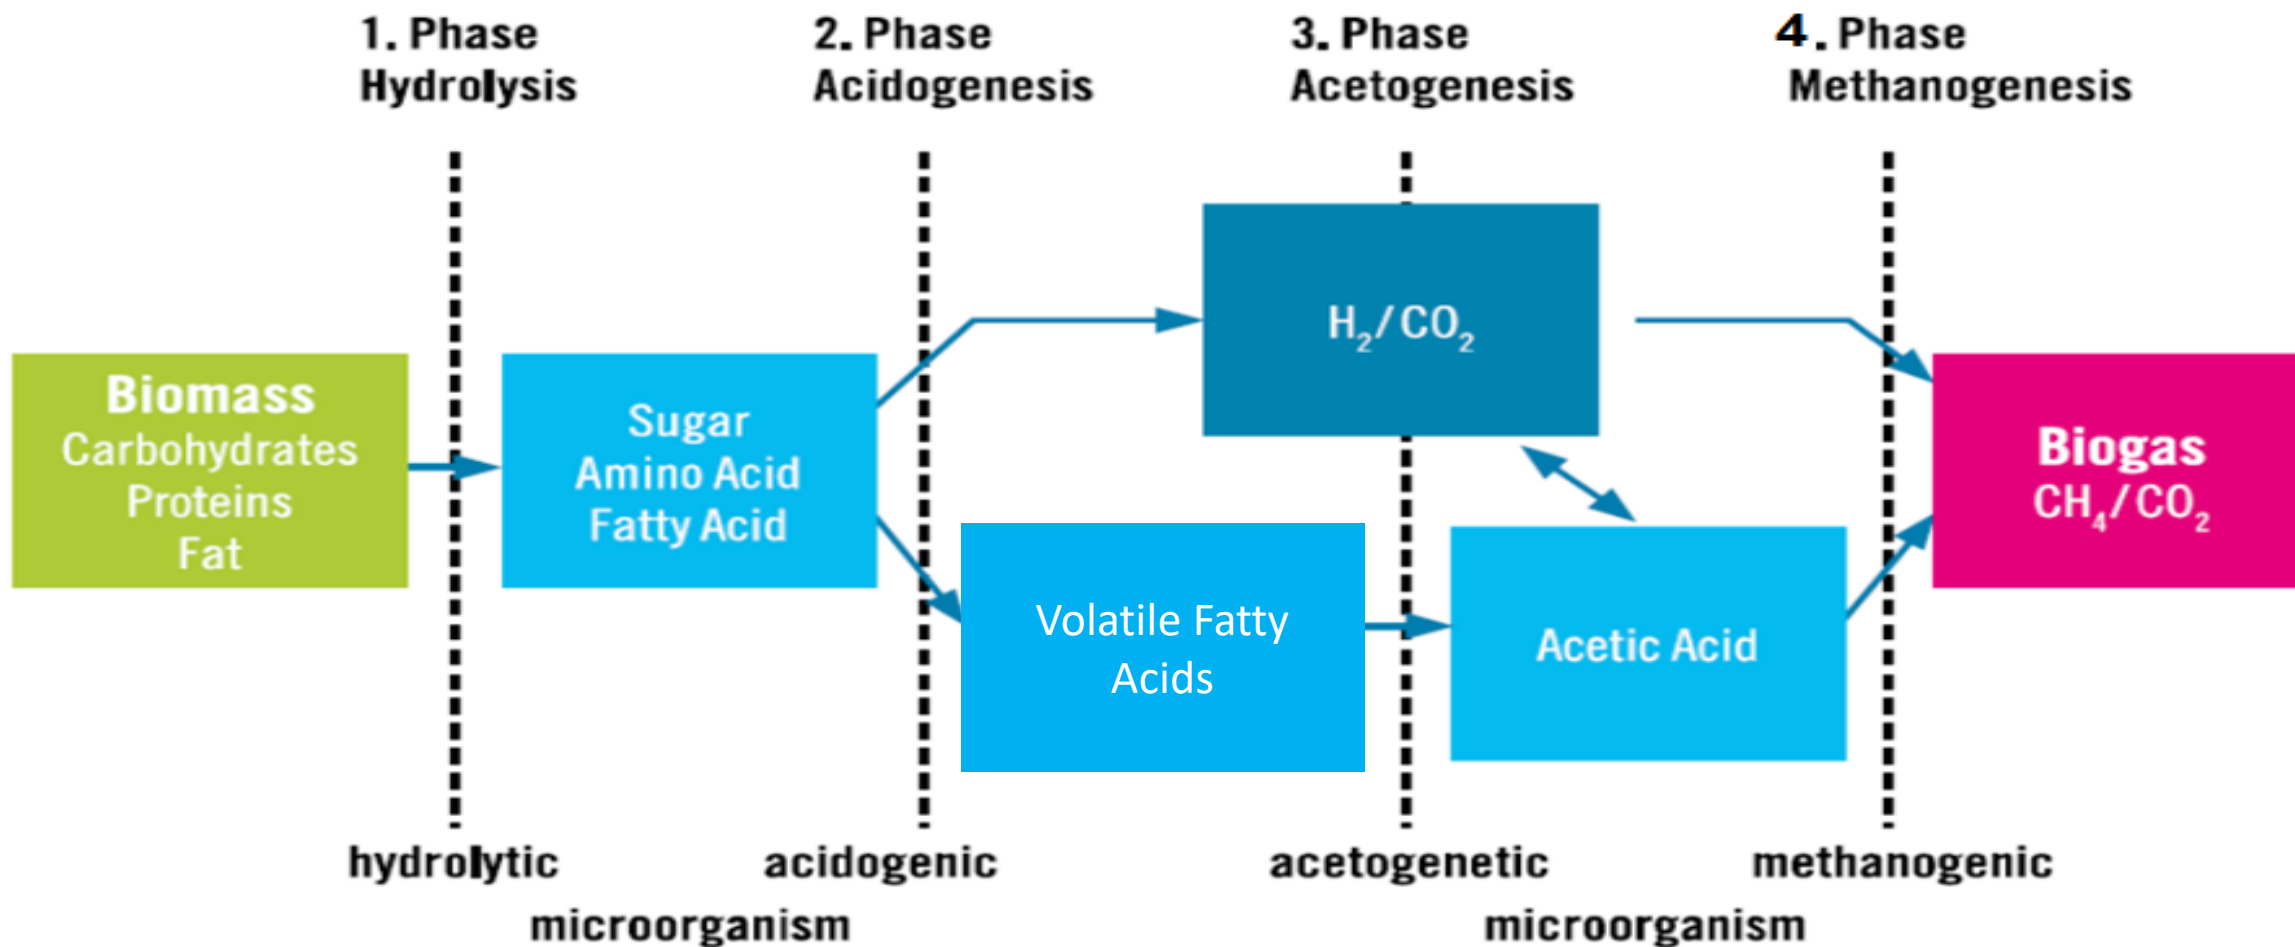 1. Phase
Hydrolysis
2. Phase
Acidogenesis
3. Phase
Acetogenesis
4. Phase
Methanogenesis
Biomass
Carbohydrates
Proteins
Fat
Sugar
Amino Acid
Fatty Acid
H₂/CO₂
Volatile Fatty
Acids
Acetic Acid
Biogas
CH₄/CO₂
hydrolytic
acidogenic
acetogenetic
methanogenic
microorganism
microorganism